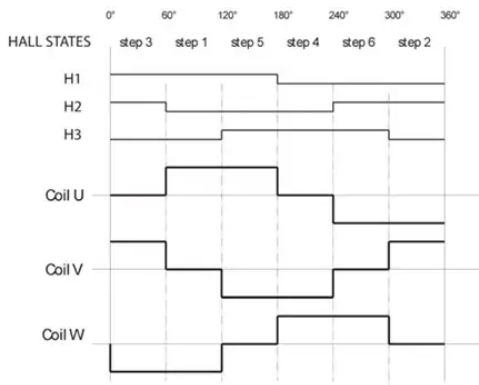 0° 60° 120° 180° 240° 300° 360°
HALL STATES step 3 step 1 step 5 step 4 step 6 step 2
H1
H2
H3
Coil U
Coil V
Coil W